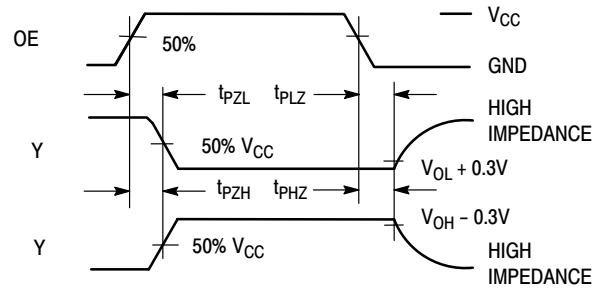 OE
50%
V_CC
GND
t_PZL
t_PLZ
HIGH
IMPEDANCE
Y
50% V_CC
V_OL + 0.3V
t_PZH
t_PHZ
V_OH − 0.3V
Y
50% V_CC
HIGH
IMPEDANCE